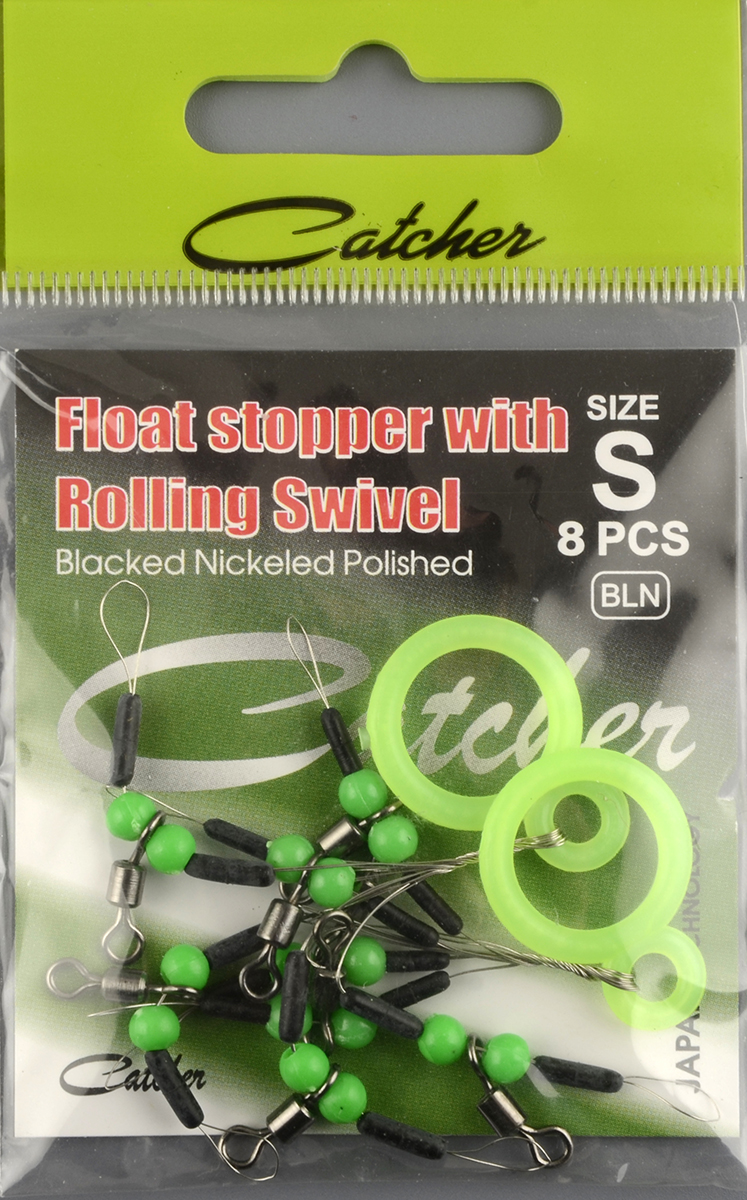 Catcher
Float stopper with
Rolling Swivel
Blacked Nickeled Polished
SIZE
S
8 PCS
BLN
Catcher
Catcher